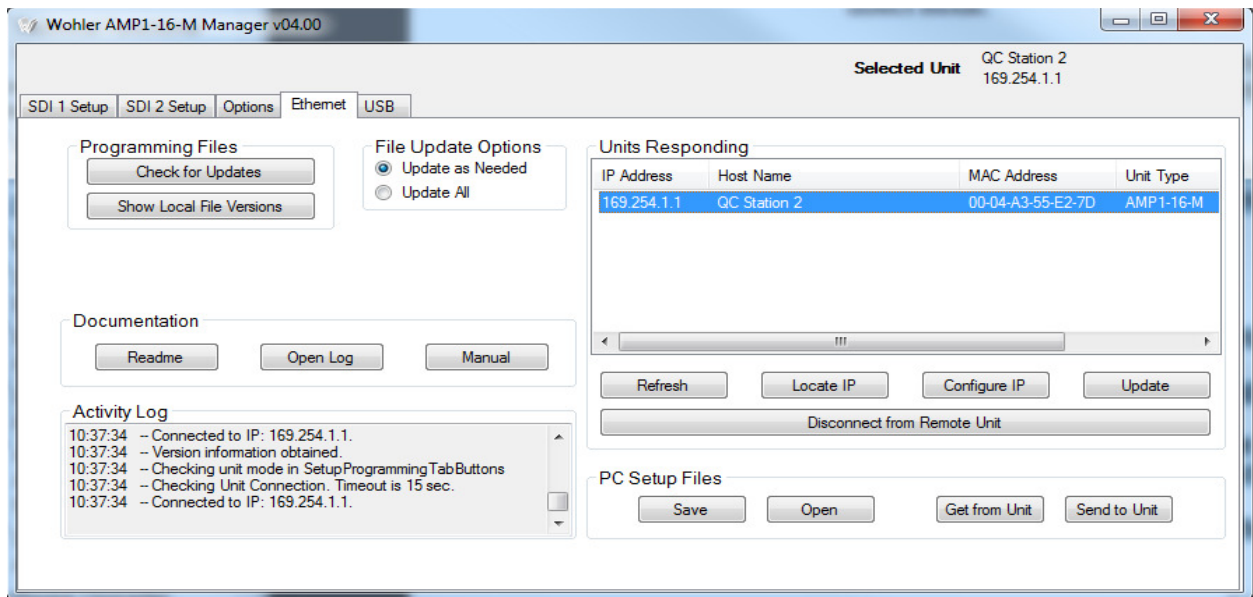 Wohler AMP1-16-M Manager v04.00
Selected Unit
QC Station 2
169.254.1.1
SDI 1 Setup
SDI 2 Setup
Options
Ethernet
USB
Programming Files
Check for Updates
Show Local File Versions
File Update Options
Update as Needed
Update All
Units Responding
IP Address Host Name MAC Address Unit Type
169.254.1.1 QC Station 2 00-04-A3-55-E2-7D AMP1-16-M
Documentation
Readme
Open Log
Manual
Refresh
Locate IP
Configure IP
Update
Disconnect from Remote Unit
Activity Log
10:37:34 -- Connected to IP: 169.254.1.1.
10:37:34 -- Version information obtained.
10:37:34 -- Checking unit mode in SetupProgrammingTabButtons
10:37:34 -- Checking Unit Connection. Timeout is 15 sec.
10:37:34 -- Connected to IP: 169.254.1.1.
PC Setup Files
Save
Open
Get from Unit
Send to Unit